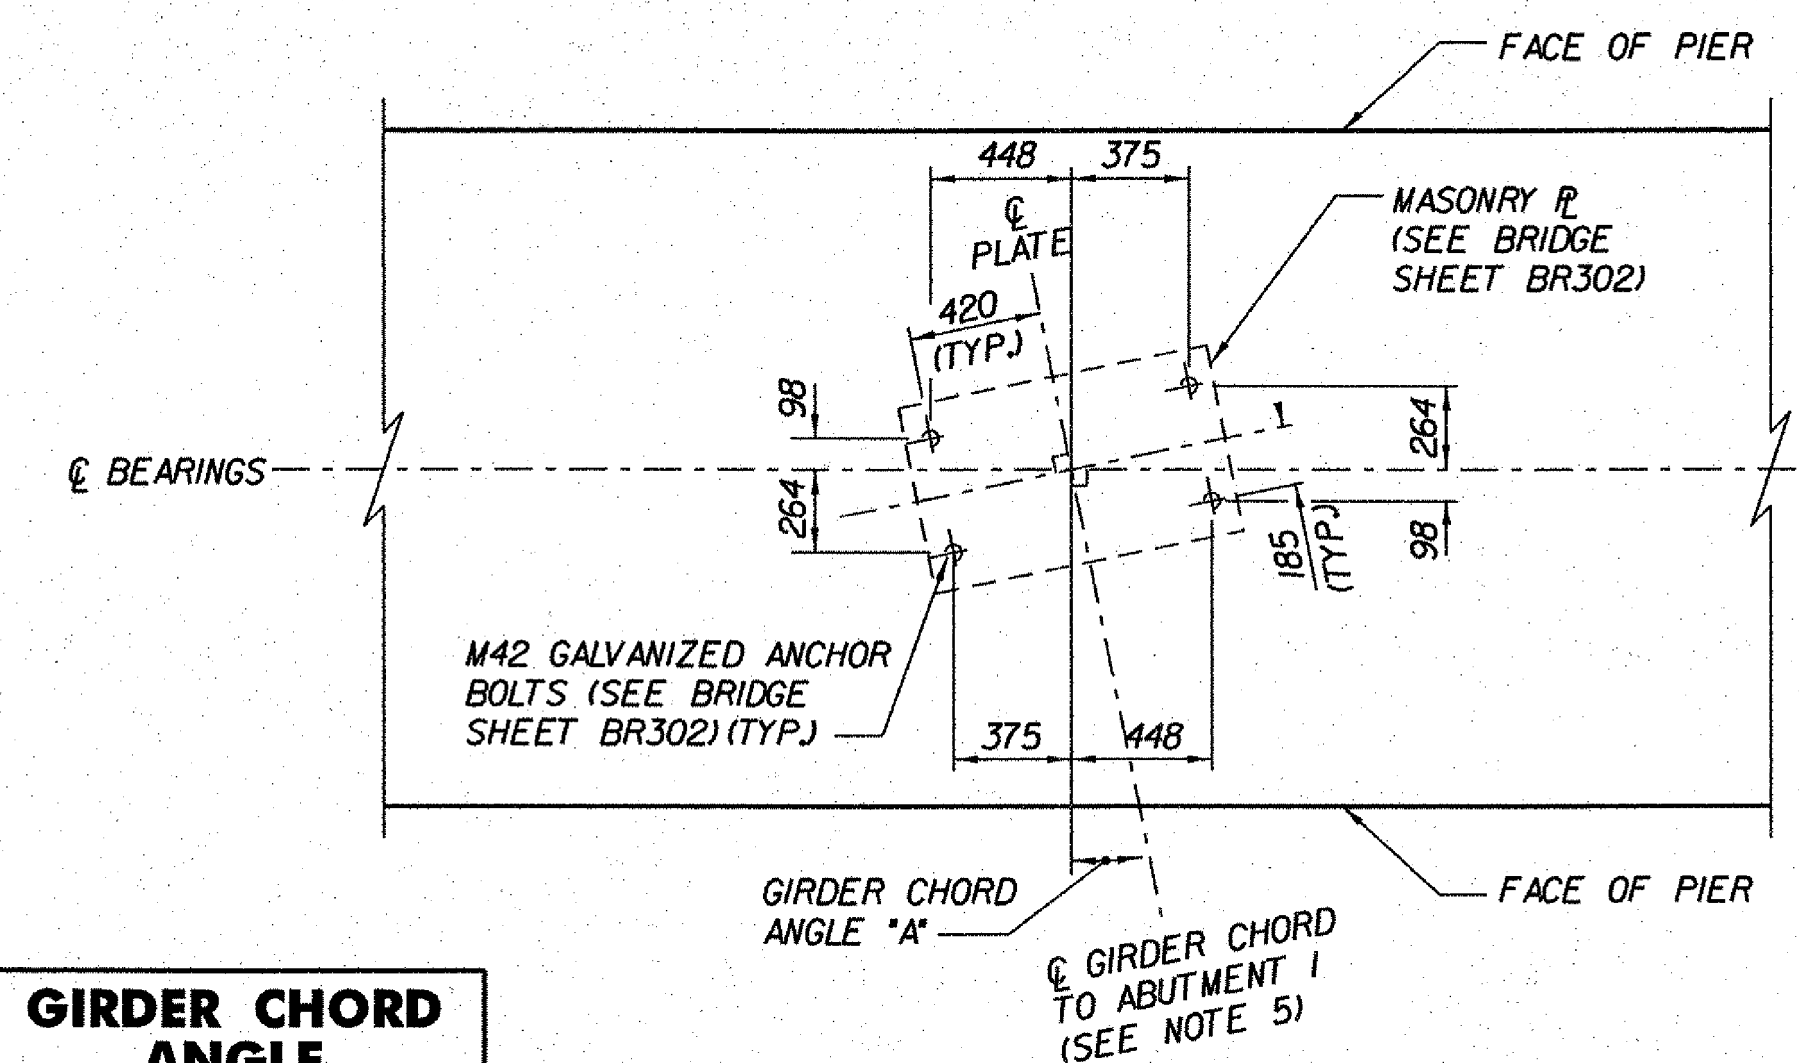 FACE OF PIER
448
375
℄
PLATE
MASONRY ℞
(SEE BRIDGE
SHEET BR302)
420
(TYP.)
98
264
℄ BEARINGS
264
98
185
(TYP.)
M42 GALVANIZED ANCHOR
BOLTS (SEE BRIDGE
SHEET BR302)(TYP.)
375
448
GIRDER CHORD
ANGLE "A"
FACE OF PIER
℄ GIRDER CHORD
TO ABUTMENT 1
(SEE NOTE 5)
GIRDER CHORD
ANGLE